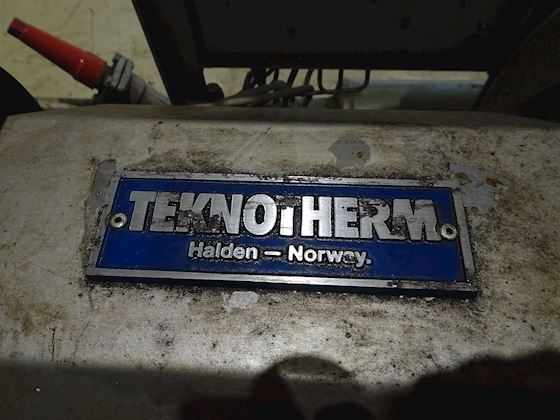 TEKNOTHERM.
Halden – Norway.